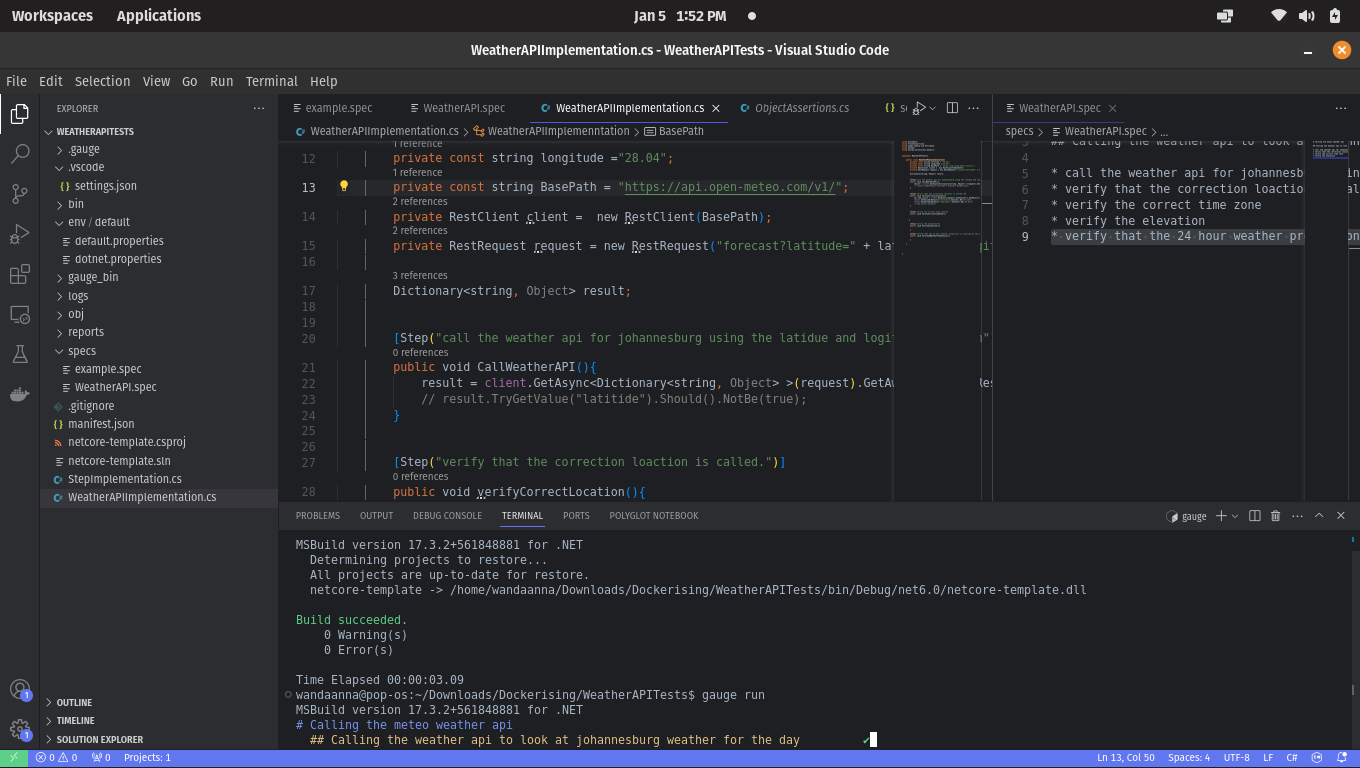 Workspaces Applications Jan 5 1:52 PM
WeatherAPIImplementation.cs - WeatherAPITests - Visual Studio Code
File Edit Selection View Go Run Terminal Help
EXPLORER
WEATHERAPITESTS
.gauge
.vscode
settings.json
bin
env / default
default.properties
dotnet.properties
gauge_bin
logs
obj
reports
specs
example.spec
WeatherAPI.spec
.gitignore
manifest.json
netcore-template.csproj
netcore-template.sln
StepImplementation.cs
WeatherAPIImplementation.cs
OUTLINE
TIMELINE
SOLUTION EXPLORER
example.spec WeatherAPI.spec WeatherAPIImplementation.cs ObjectAssertions.cs
WeatherAPIImplementation.cs > WeatherAPIImplemenntation > BasePath
1 reference
12 private const string longitude ="28.04";
1 reference
13 private const string BasePath = "https://api.open-meteo.com/v1/";
2 references
14 private RestClient client =  new RestClient(BasePath);
2 references
15 private RestRequest request = new RestRequest("forecast?latitude=" + lat
16
3 references
17 Dictionary<string, Object> result;
18
19
20 [Step("call the weather api for johannesburg using the latidue and logit
0 references
21 public void CallWeatherAPI(){
22 result = client.GetAsync<Dictionary<string, Object> >(request).GetAw
23 // result.TryGetValue("latitide").Should().NotBe(true);
24 }
25
26
27 [Step("verify that the correction loaction is called.")]
0 references
28 public void verifyCorrectLocation(){
WeatherAPI.spec
specs > WeatherAPI.spec > ...
3 ## Calling the weather api to look a
4
5 * call the weather api for johannesb
6 * verify that the correction loaction
7 * verify the correct time zone
8 * verify the elevation
9 * verify that the 24 hour weather pr
PROBLEMS OUTPUT DEBUG CONSOLE TERMINAL PORTS POLYGLOT NOTEBOOK gauge
MSBuild version 17.3.2+561848881 for .NET
Determining projects to restore...
All projects are up-to-date for restore.
netcore-template -> /home/wandaanna/Downloads/Dockerising/WeatherAPITests/bin/Debug/net6.0/netcore-template.dll
Build succeeded.
0 Warning(s)
0 Error(s)
Time Elapsed 00:00:03.09
wandaanna@pop-os:~/Downloads/Dockerising/WeatherAPITests$ gauge run
MSBuild version 17.3.2+561848881 for .NET
# Calling the meteo weather api
## Calling the weather api to look at johannesburg weather for the day ✔
1
1
0 0 0 Projects: 1 Ln 13, Col 50 Spaces: 4 UTF-8 LF C#